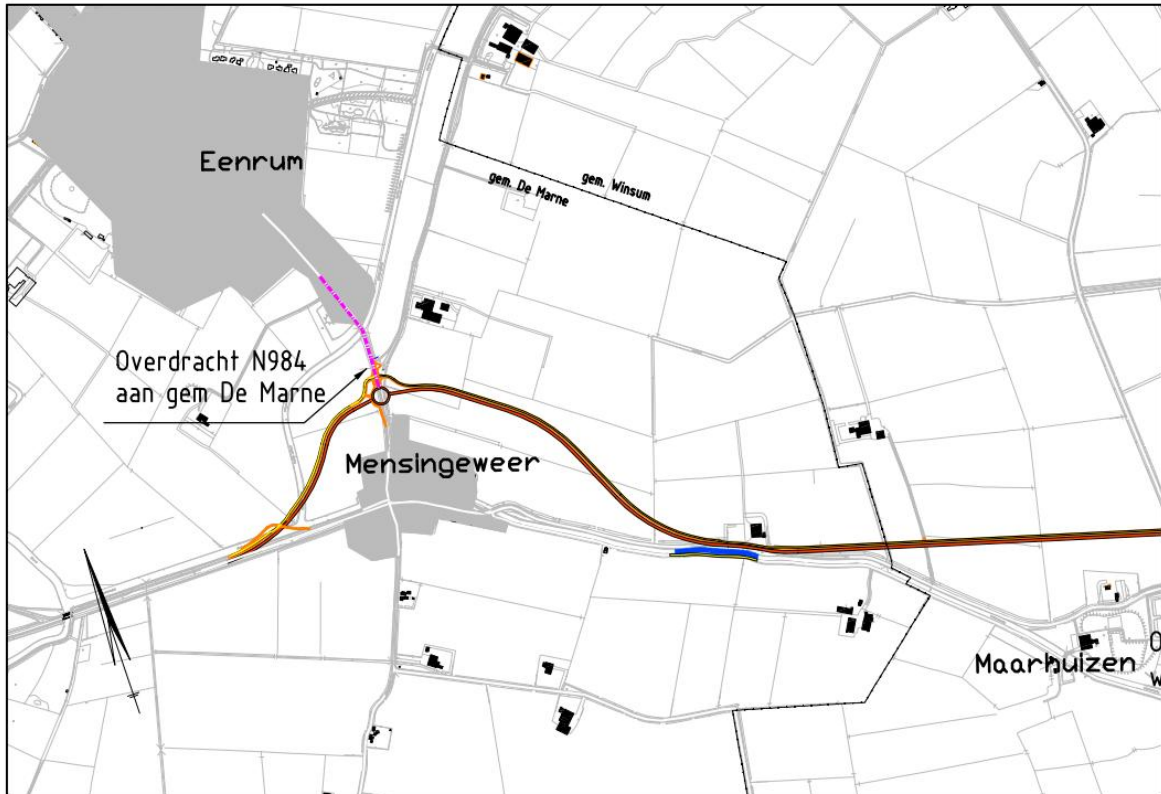 Eenrum
gem. De Marne
gem. Winsum
Overdracht N984
aan gem De Marne
Mensingeweer
Maarhuizen
O
w